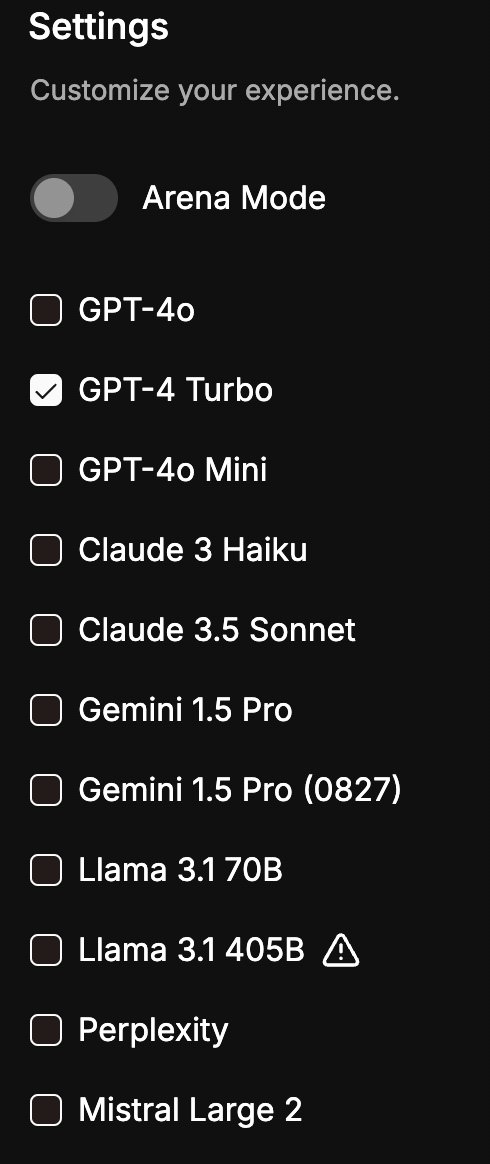 Settings
Customize your experience.
Arena Mode
GPT-4o
GPT-4 Turbo
GPT-4o Mini
Claude 3 Haiku
Claude 3.5 Sonnet
Gemini 1.5 Pro
Gemini 1.5 Pro (0827)
Llama 3.1 70B
Llama 3.1 405B
Perplexity
Mistral Large 2